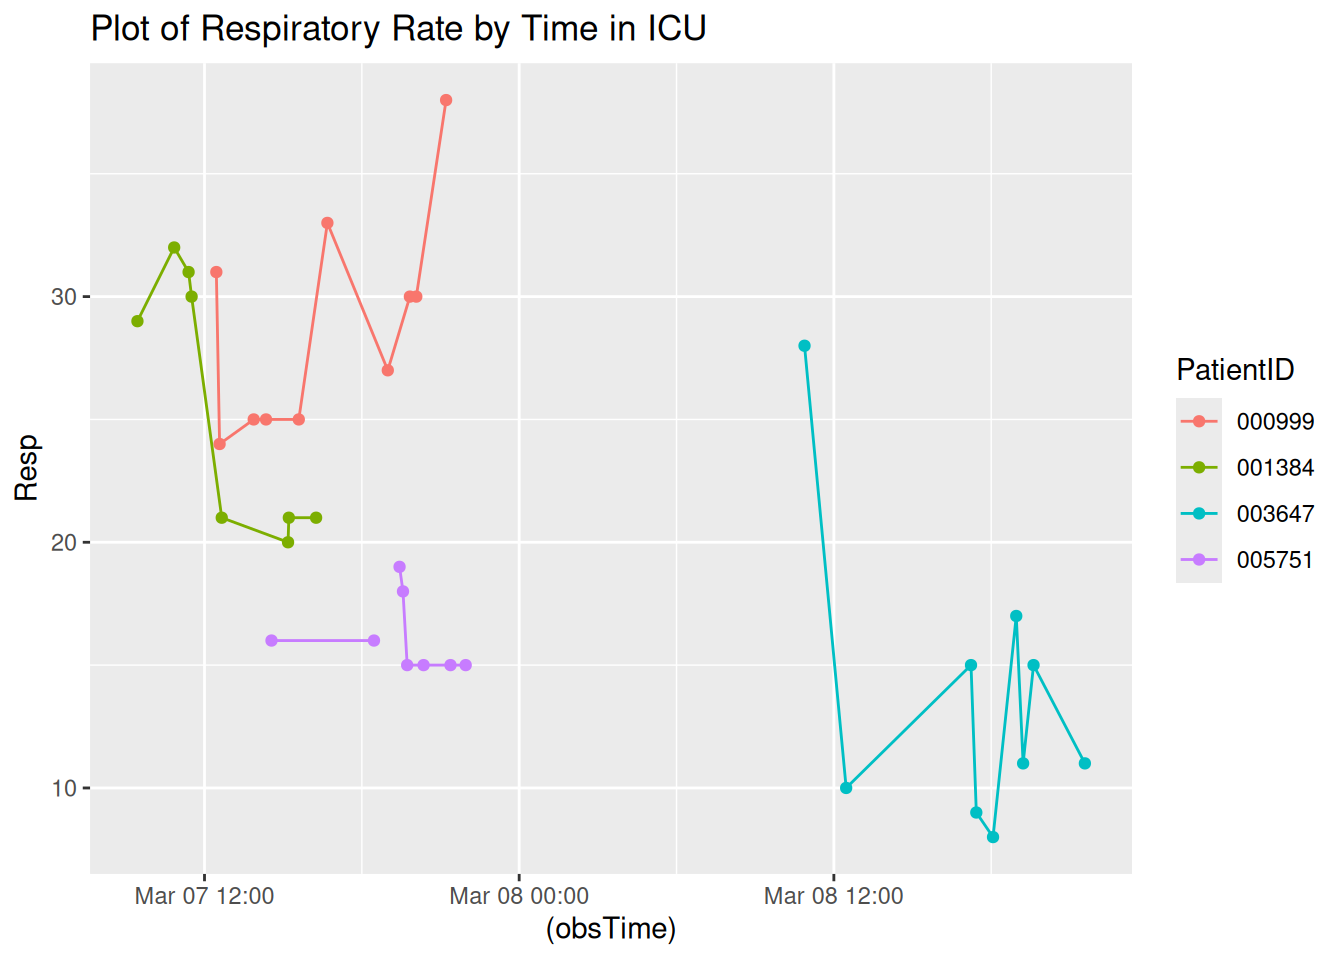 Plot of Respiratory Rate by Time in ICU
Resp
30
20
10
Mar 07 12:00
Mar 08 00:00
Mar 08 12:00
(obsTime)
PatientID
000999
001384
003647
005751